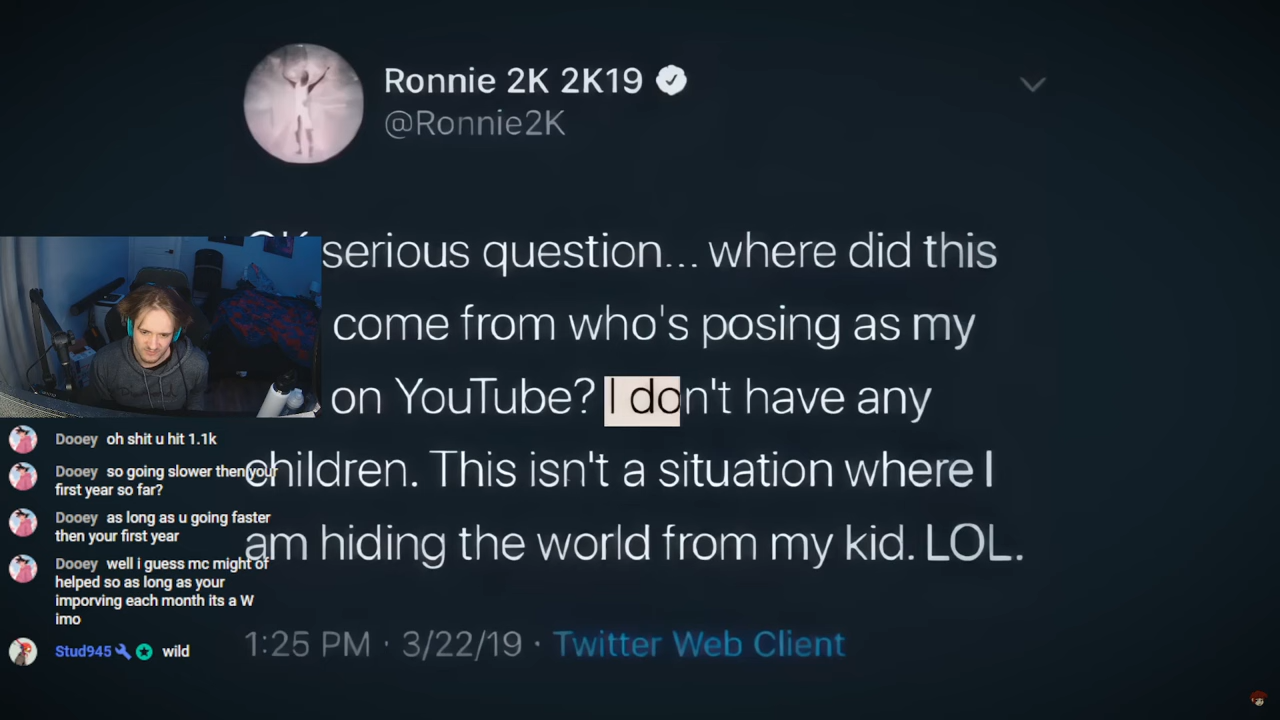 Ronnie 2K 2K19
@Ronnie2K
serious question... where did this
come from who's posing as my
on YouTube? I don't have any
children. This isn't a situation where I
am hiding the world from my kid. LOL.
1:25 PM · 3/22/19 · Twitter Web Client
Dooey oh shit u hit 1.1k
Dooey so going slower then your
first year so far?
Dooey as long as u going faster
then your first year
Dooey well i guess mc might of
helped so as long as your
imporving each month its a W
imo
Stud945 wild